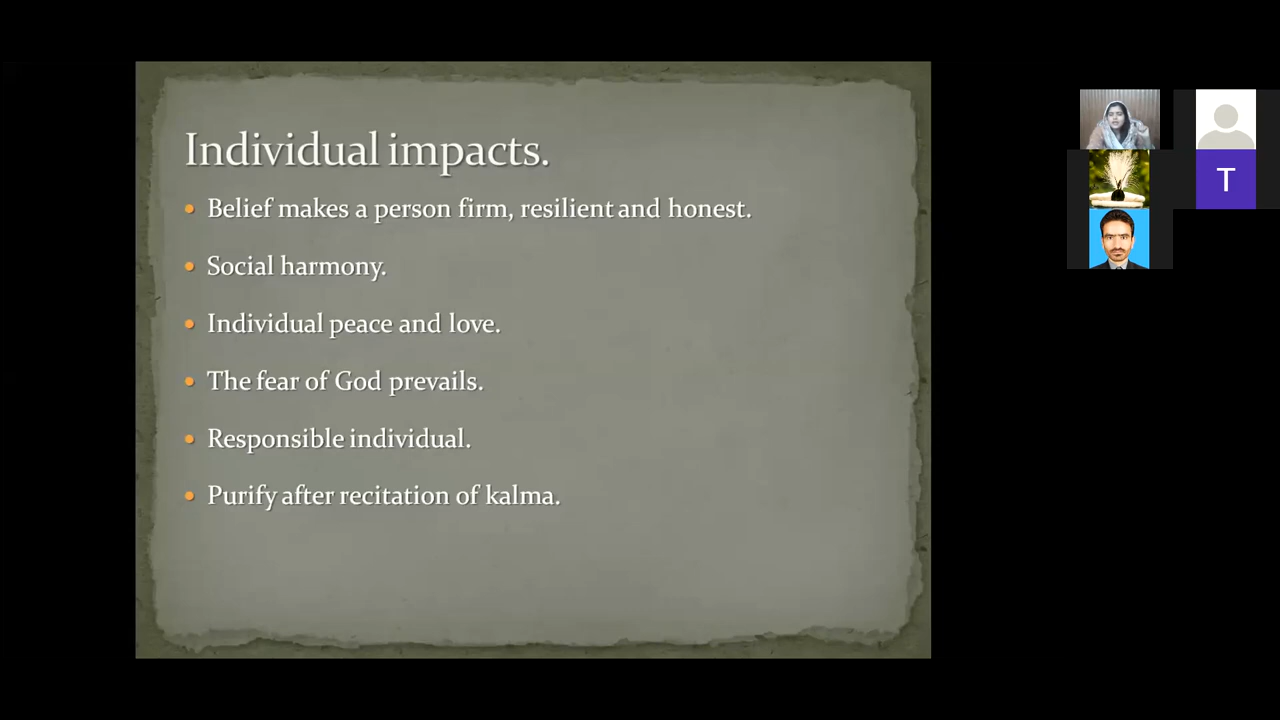 Individual impacts.
Belief makes a person firm, resilient and honest.
Social harmony.
Individual peace and love.
The fear of God prevails.
Responsible individual.
Purify after recitation of kalma.
T